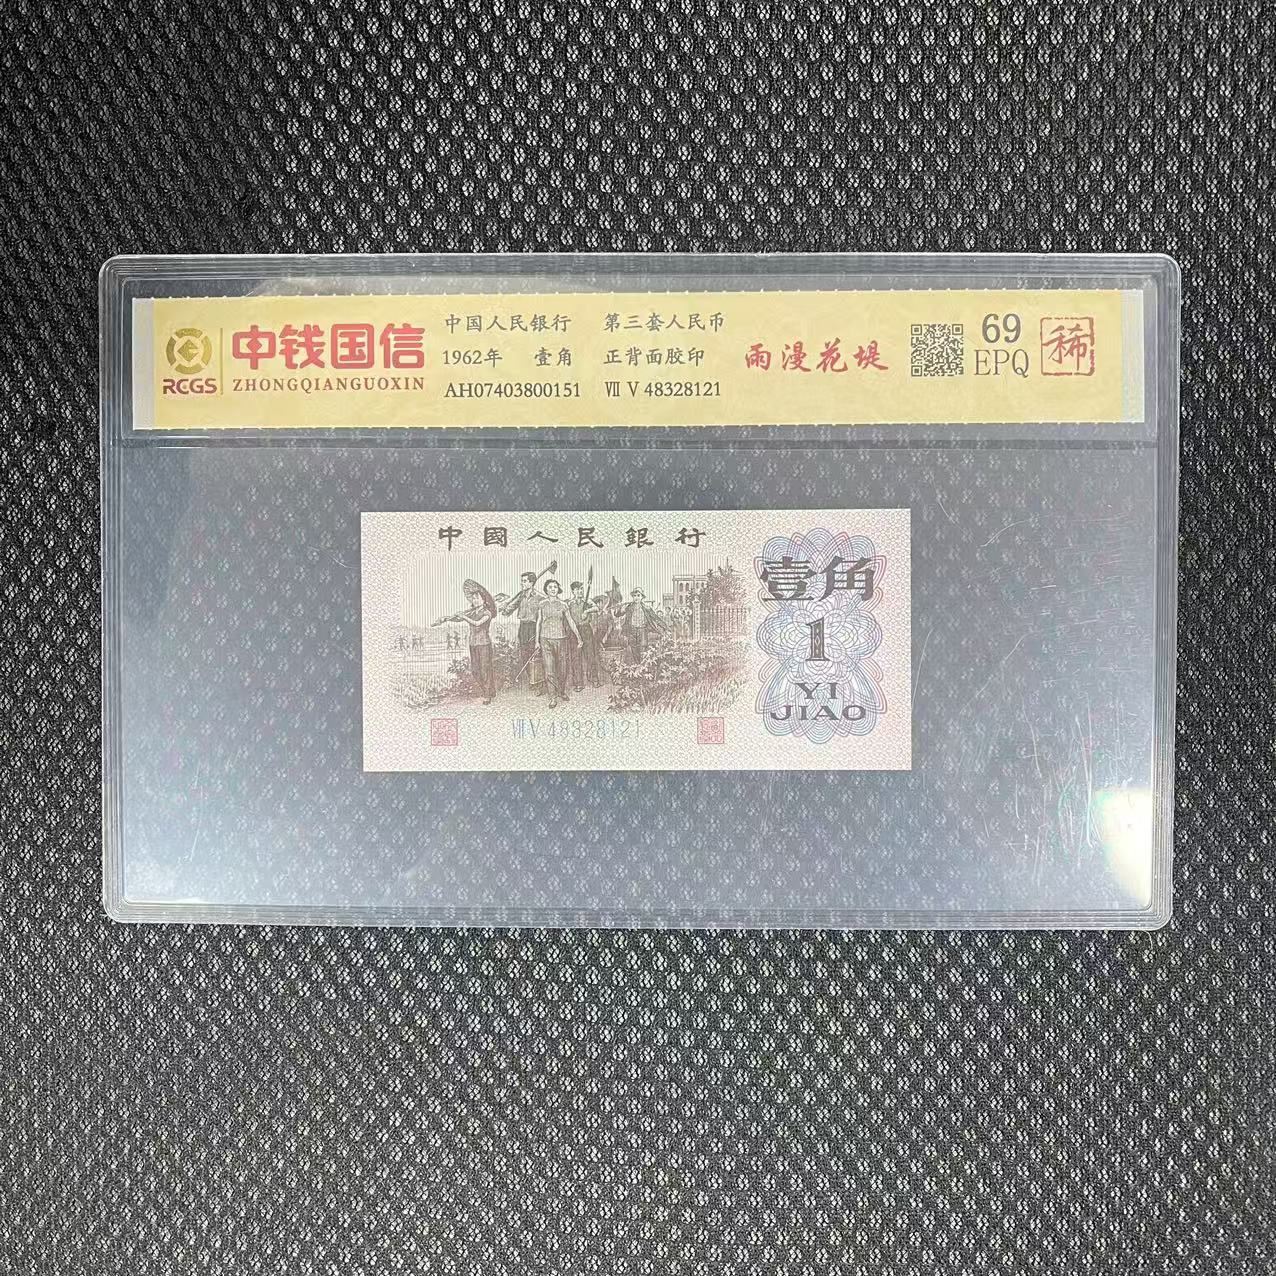 RCGS
中钱国信
ZHONGQIANGUOXIN
中国人民银行 第三套人民币
1962年 壹角 正背面胶印
AH07403800151 Ⅶ Ⅴ 48328121
雨漫花堤
69
EPQ
稀
中國人民銀行
壹角
1
YI
JIAO
Ⅶ Ⅴ 48328121